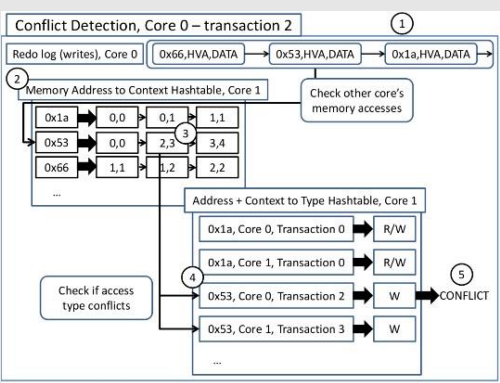 Conflict Detection, Core 0 – transaction 2
1
Redo log (writes), Core 0
0x66,HVA,DATA
0x53,HVA,DATA
0x1a,HVA,DATA
2
Memory Address to Context Hashtable, Core 1
Check other core's
memory accesses
0x1a
0,0
0,1
1,1
3
0x53
0,0
2,3
3,4
0x66
1,1
1,2
2,2
...
Address + Context to Type Hashtable, Core 1
0x1a, Core 0, Transaction 0
R/W
0x1a, Core 1, Transaction 0
R/W
4
5
Check if access
type conflicts
0x53, Core 0, Transaction 2
W
CONFLICT
0x53, Core 1, Transaction 3
W
...